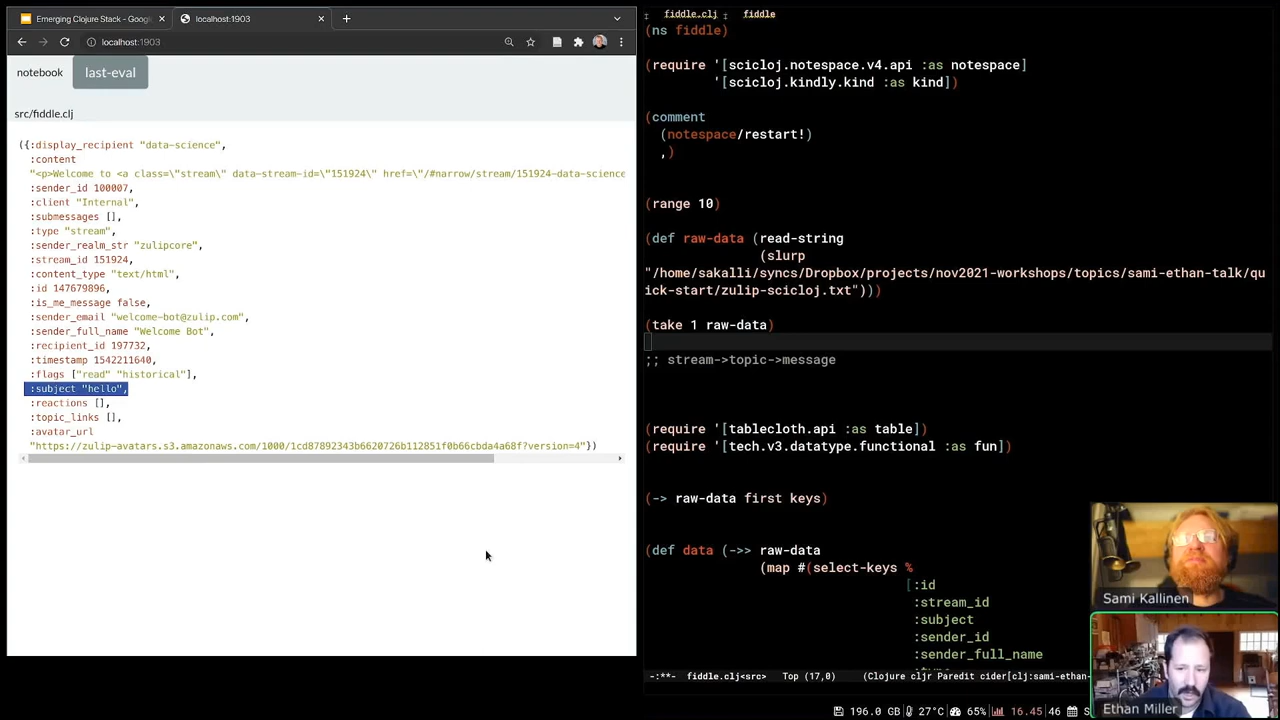 Emerging Clojure Stack - Google
localhost:1903
localhost:1903
notebook
last-eval
src/fiddle.clj
({:display_recipient "data-science",
:content
"<p>Welcome to <a class=\"stream\" data-stream-id=\"151924\" href=\"/#narrow/stream/151924-data-science
:sender_id 100007,
:client "Internal",
:submessages [],
:type "stream",
:sender_realm_str "zulipcore",
:stream_id 151924,
:content_type "text/html",
:id 147679896,
:is_me_message false,
:sender_email "welcome-bot@zulip.com",
:sender_full_name "Welcome Bot",
:recipient_id 197732,
:timestamp 1542211640,
:flags ["read" "historical"],
:subject "hello",
:reactions [],
:topic_links [],
:avatar_url
"https://zulip-avatars.s3.amazonaws.com/1000/1cd87892343b6620726b112851f0b66cbda4a68f?version=4"})
fiddle.clj fiddle
(ns fiddle)
(require '[scicloj.notespace.v4.api :as notespace]
'[scicloj.kindly.kind :as kind])
(comment
(notespace/restart!)
,)
(range 10)
(def raw-data (read-string
(slurp
"/home/sakalli/syncs/Dropbox/projects/nov2021-workshops/topics/sami-ethan-talk/qu
ick-start/zulip-scicloj.txt")))
(take 1 raw-data)
;; stream->topic->message
(require '[tablecloth.api :as table])
(require '[tech.v3.datatype.functional :as fun])
(-> raw-data first keys)
(def data (->> raw-data
(map #(select-keys %
[:id
:stream_id
:subject
:sender_id
:sender_full_name
-:**- fiddle.clj<src> Top (17,0) (Clojure cljr Paredit cider[clj:sami-ethan-
196.0 GB 27°C 65% 16.45 46 S
Sami Kallinen
Ethan Miller